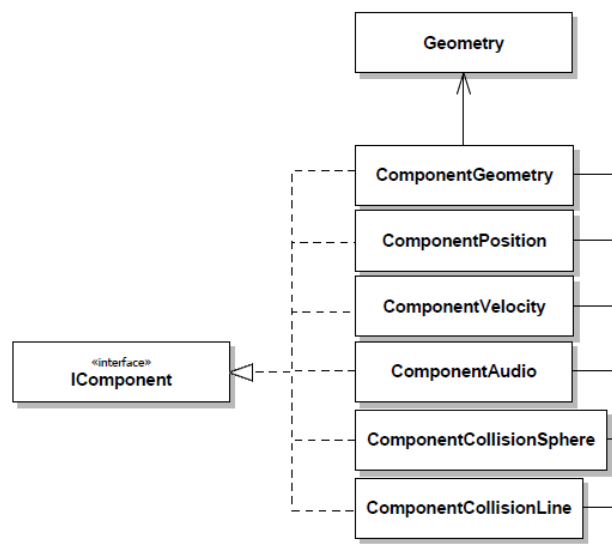 Geometry
ComponentGeometry
ComponentPosition
ComponentVelocity
«interface»
IComponent
ComponentAudio
ComponentCollisionSphere
ComponentCollisionLine